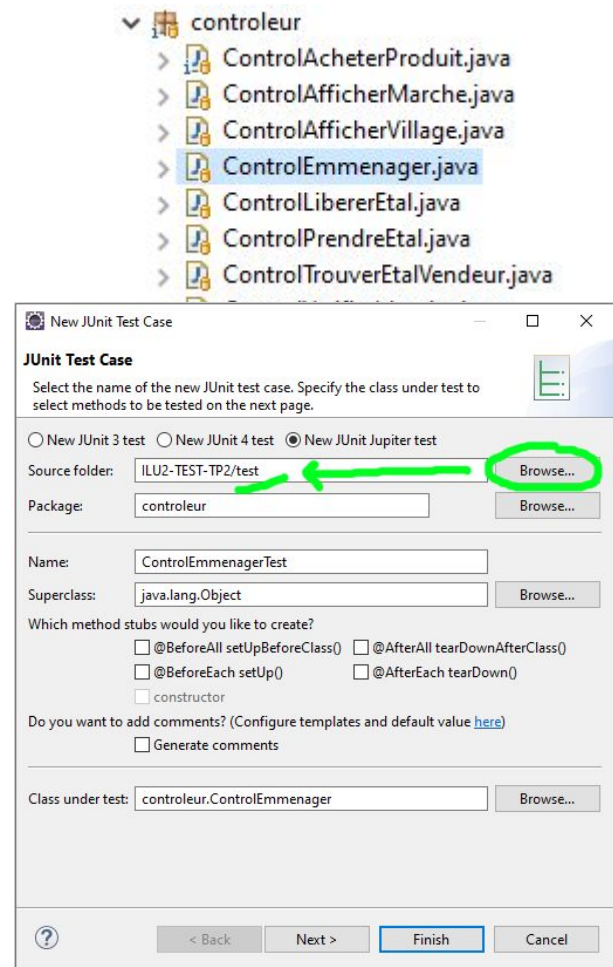 controleur
ControlAcheterProduit.java
ControlAfficherMarche.java
ControlAfficherVillage.java
ControlEmmenager.java
ControlLibererEtal.java
ControlPrendreEtal.java
ControlTrouverEtalVendeur.java
New JUnit Test Case
JUnit Test Case
Select the name of the new JUnit test case. Specify the class under test to
select methods to be tested on the next page.
New JUnit 3 test New JUnit 4 test New JUnit Jupiter test
Source folder: ILU2-TEST-TP2/test Browse...
Package: controleur Browse...
Name: ControlEmmenagerTest
Superclass: java.lang.Object Browse...
Which method stubs would you like to create?
@BeforeAll setUpBeforeClass() @AfterAll tearDownAfterClass()
@BeforeEach setUp() @AfterEach tearDown()
constructor
Do you want to add comments? (Configure templates and default value here)
Generate comments
Class under test: controleur.ControlEmmenager Browse...
? < Back Next > Finish Cancel